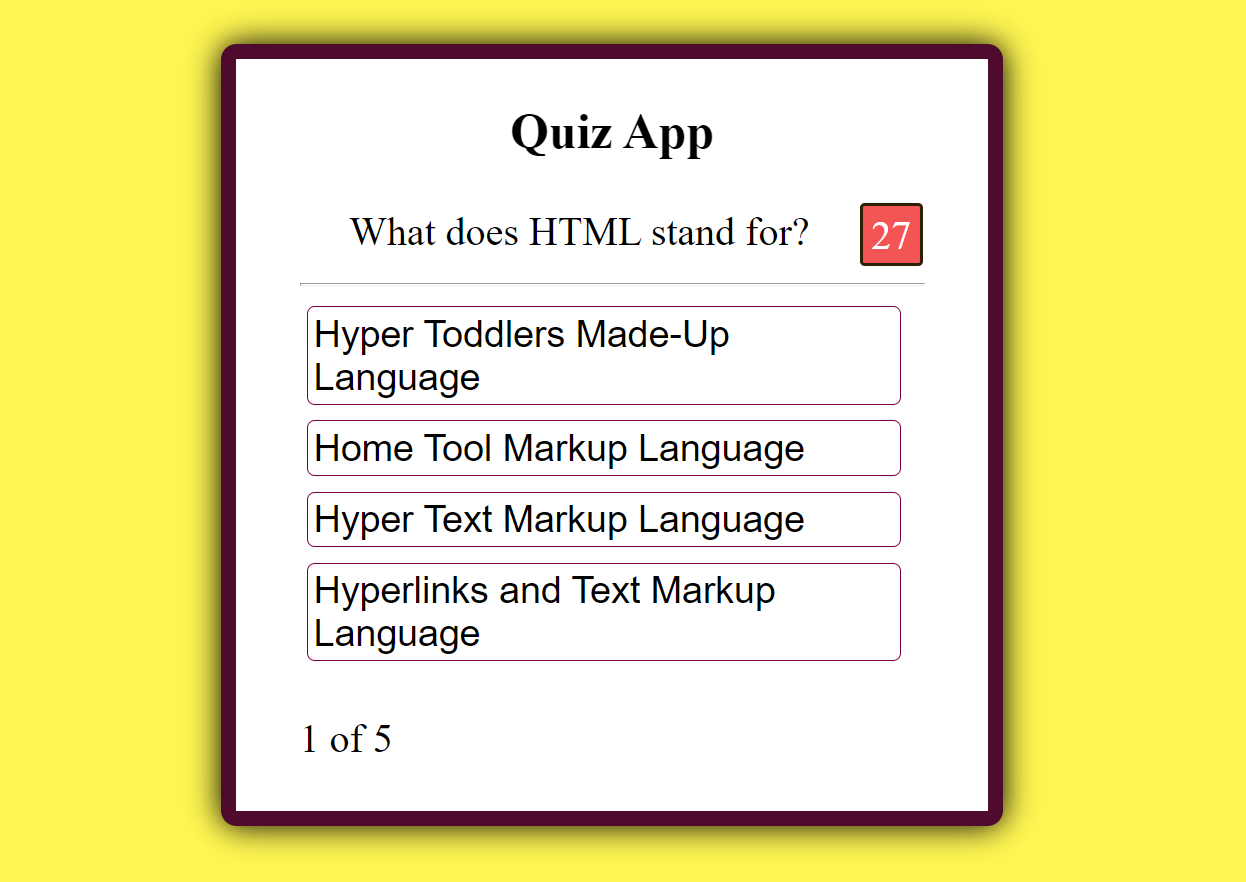 Quiz App
What does HTML stand for?
27
Hyper Toddlers Made-Up
Language
Home Tool Markup Language
Hyper Text Markup Language
Hyperlinks and Text Markup
Language
1 of 5